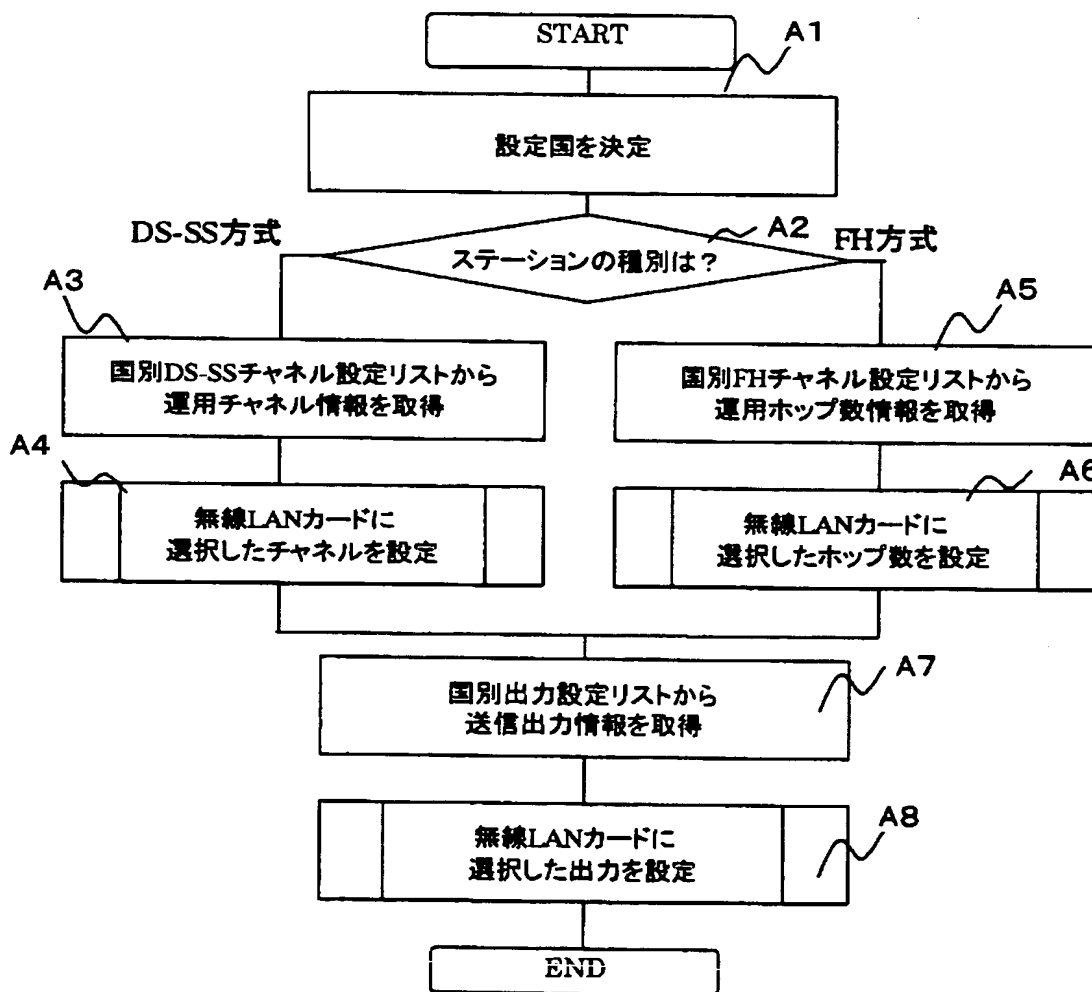 START
A1
設定国を決定
DS-SS方式
A2
FH方式
ステーションの種別は?
A3
A5
国別DS-SSチャネル設定リストから
運用チャネル情報を取得
国別FHチャネル設定リストから
運用ホップ数情報を取得
A4
A6
無線LANカードに
選択したチャネルを設定
無線LANカードに
選択したホップ数を設定
A7
国別出力設定リストから
送信出力情報を取得
A8
無線LANカードに
選択した出力を設定
END